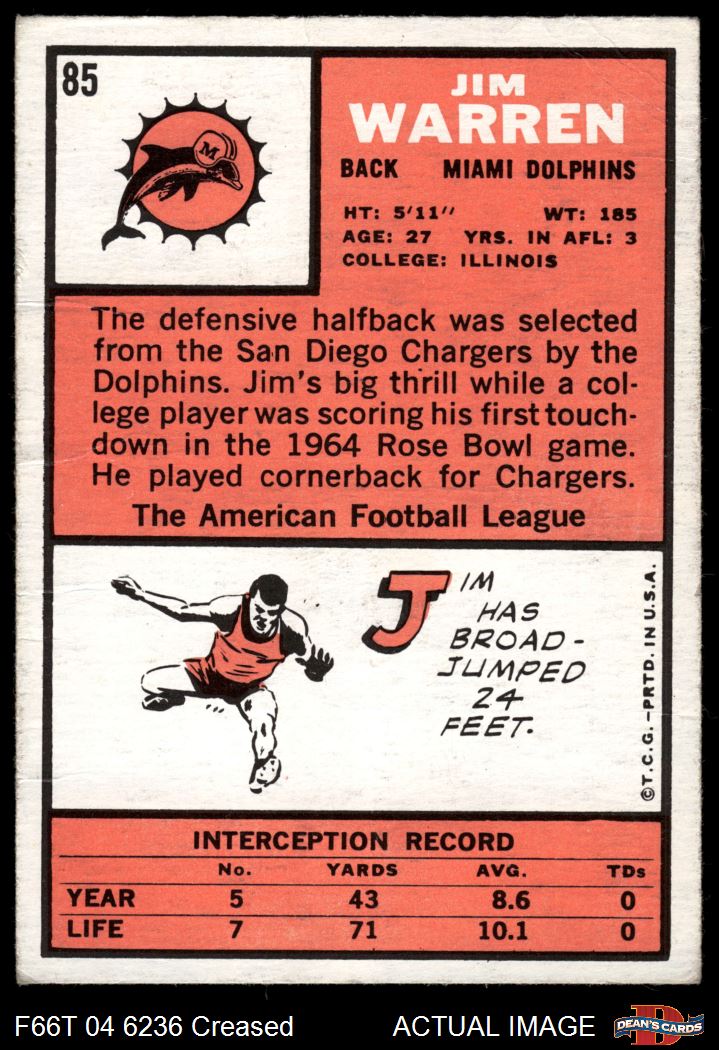 85
M
JIM
WARREN
BACK MIAMI DOLPHINS
HT: 5'11" WT: 185
AGE: 27 YRS. IN AFL: 3
COLLEGE: ILLINOIS
The defensive halfback was selected
from the San Diego Chargers by the
Dolphins. Jim's big thrill while a col-
lege player was scoring his first touch-
down in the 1964 Rose Bowl game.
He played cornerback for Chargers.
The American Football League
JIM
HAS
BROAD-
JUMPED
24
FEET.
©T.C.G.-PRTD. IN U.S.A.
INTERCEPTION RECORD
No. YARDS AVG. TDs
YEAR 5 43 8.6 0
LIFE 7 71 10.1 0
F66T 04 6236 Creased ACTUAL IMAGE
D
DEAN'S CARDS